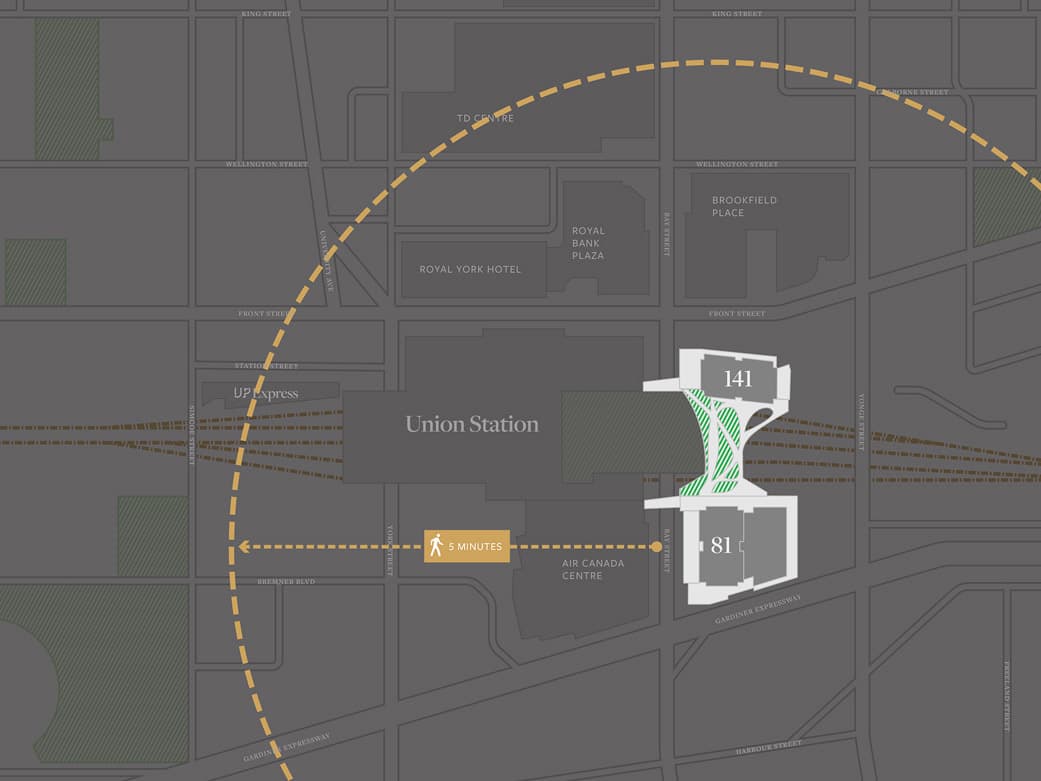 KING STREET
KING STREET
COLBORNE STREET
TD CENTRE
WELLINGTON STREET
WELLINGTON STREET
BROOKFIELD
PLACE
ROYAL
BANK
PLAZA
BAY STREET
UNIVERSITY AVE
ROYAL YORK HOTEL
FRONT STREET
FRONT STREET
STATION STREET
UP Express
141
Union Station
SIMCOE STREET
YONGE STREET
YORK STREET
5 MINUTES
81
BAY STREET
AIR CANADA
CENTRE
BREMNER BLVD
GARDINER EXPRESSWAY
FREELAND STREET
GARDINER EXPRESSWAY
HARBOUR STREET